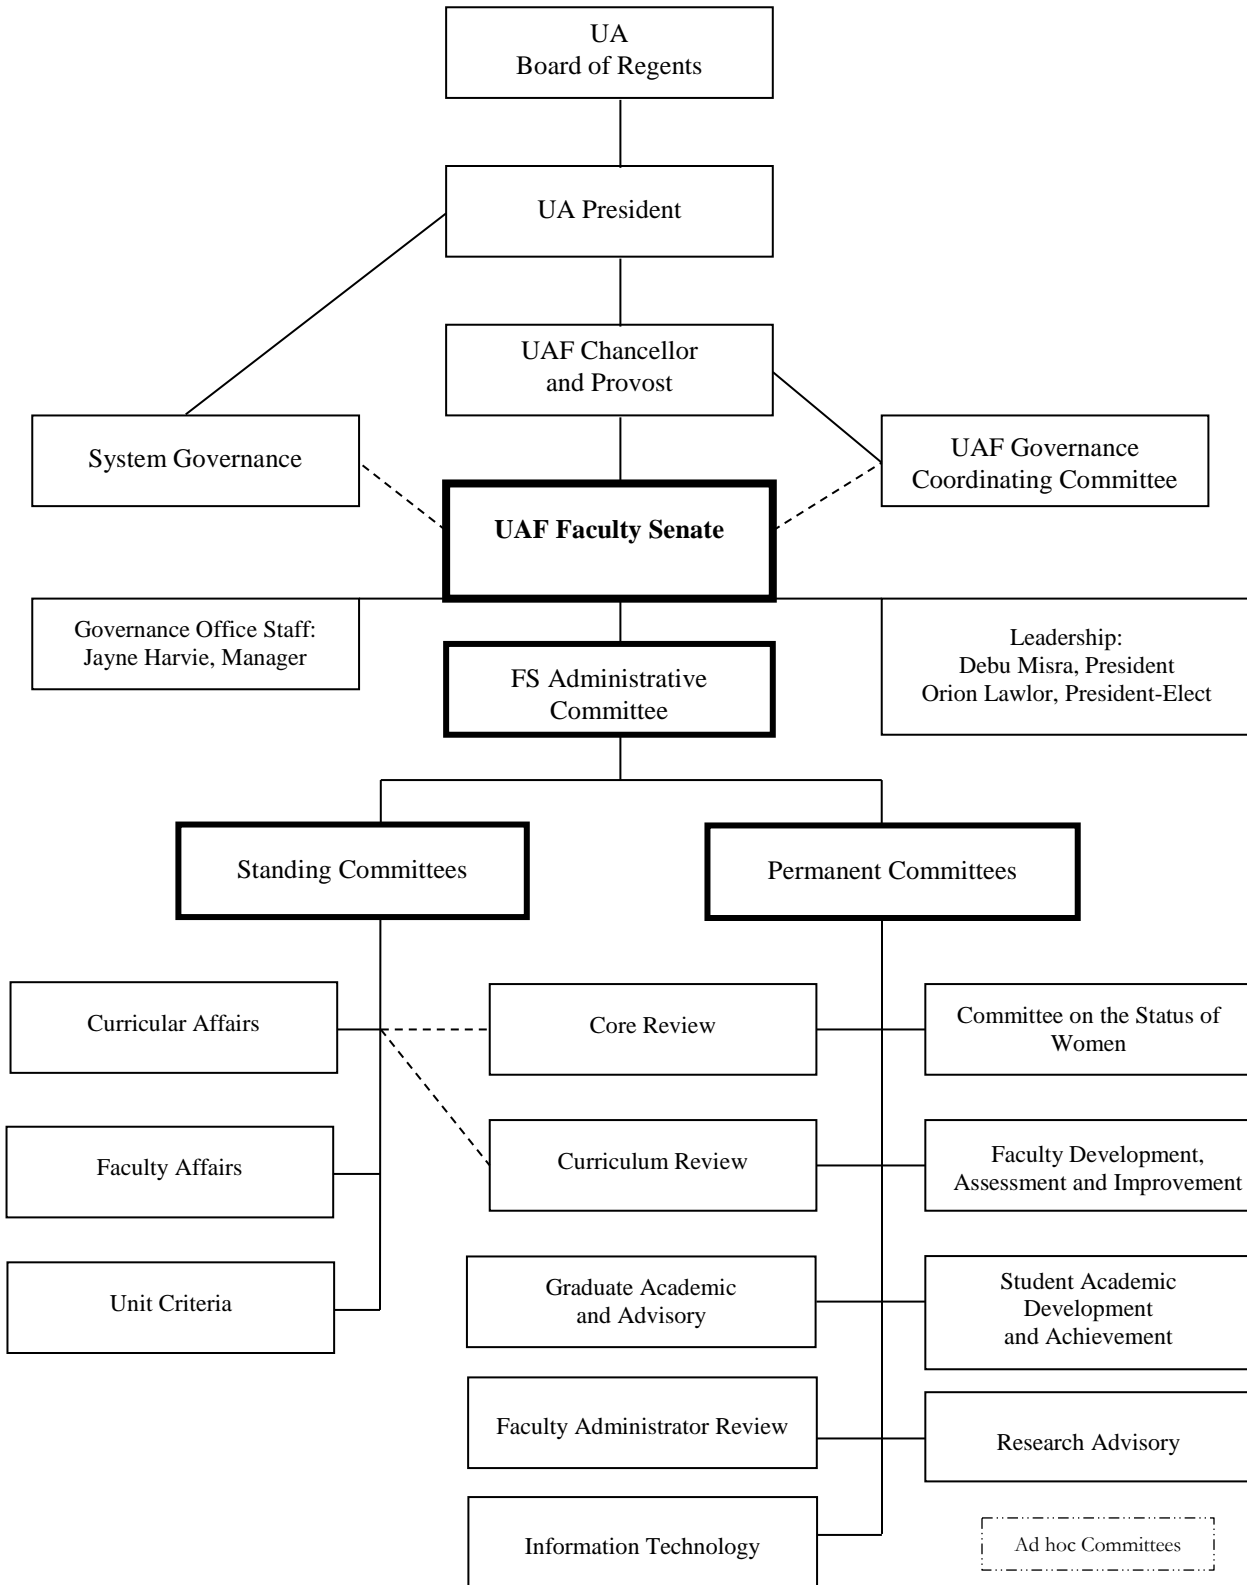 UA
Board of Regents
UA President
UAF Chancellor
and Provost
System Governance
UAF Governance
Coordinating Committee
UAF Faculty Senate
Governance Office Staff:
Jayne Harvie, Manager
Leadership:
Debu Misra, President
Orion Lawlor, President-Elect
FS Administrative
Committee
Standing Committees
Permanent Committees
Curricular Affairs
Core Review
Committee on the Status of
Women
Faculty Affairs
Curriculum Review
Faculty Development,
Assessment and Improvement
Unit Criteria
Graduate Academic
and Advisory
Student Academic
Development
and Achievement
Faculty Administrator Review
Research Advisory
Information Technology
Ad hoc Committees